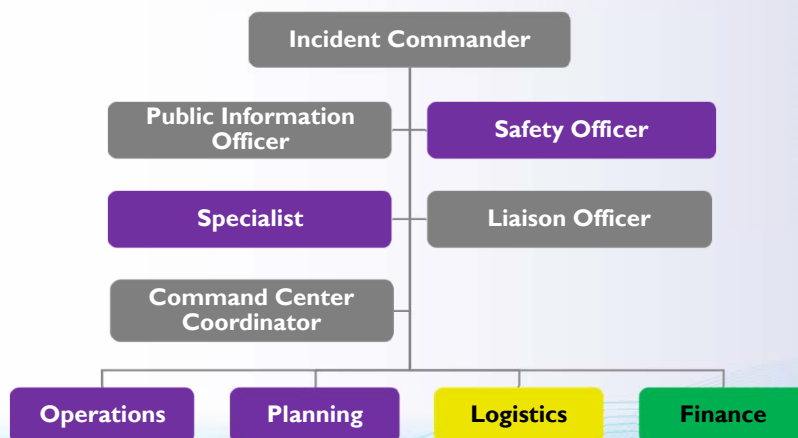 Incident Commander
Public Information
Officer
Safety Officer
Specialist
Liaison Officer
Command Center
Coordinator
Operations
Planning
Logistics
Finance